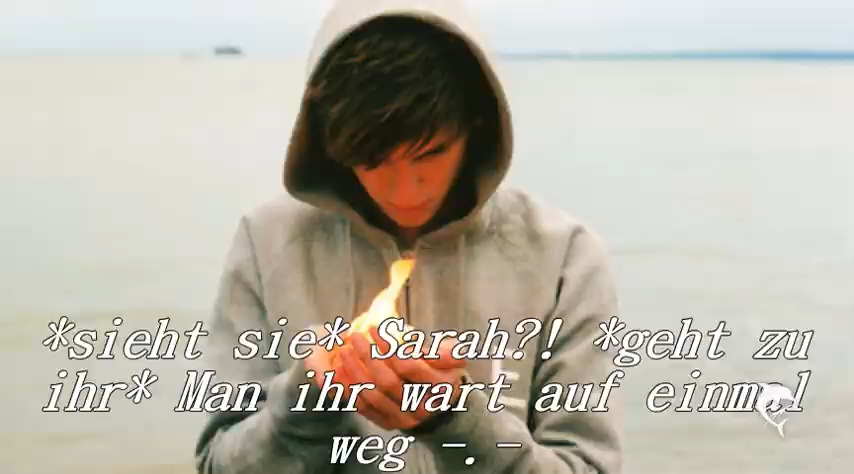 *sieht sie* Sarah?! *geht zu
ihr* Man ihr wart auf einmal
weg -.-